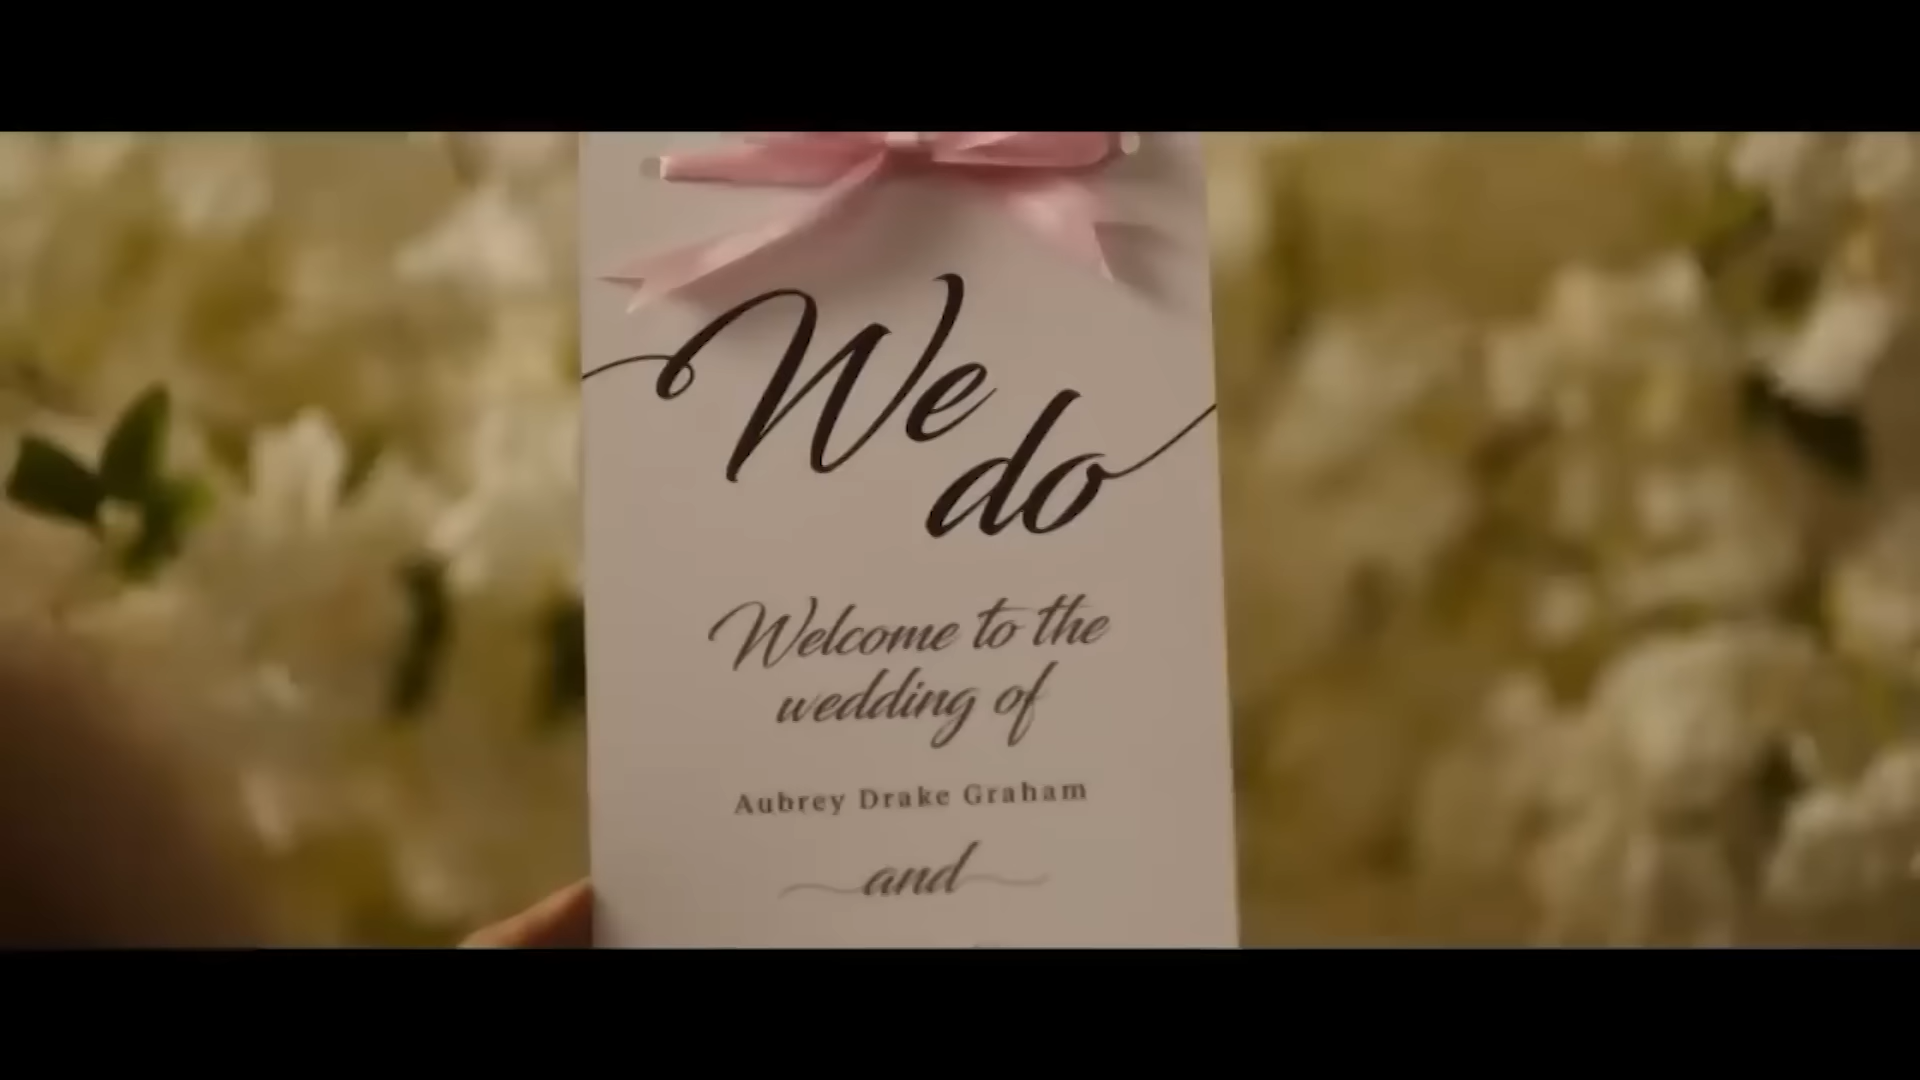 We
do
Welcome to the
wedding of
Aubrey Drake Graham
and